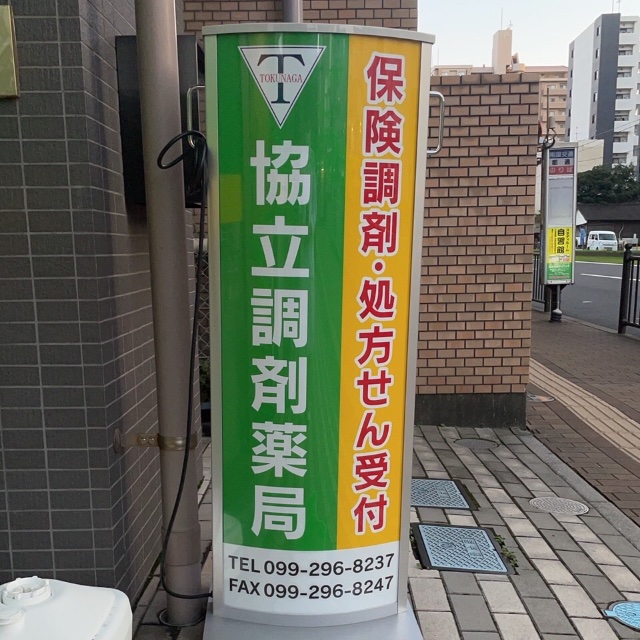 T
TOKUNAGA
保険調剤・処方せん受付
協立調剤薬局
TEL 099-296-8237
FAX 099-296-8247